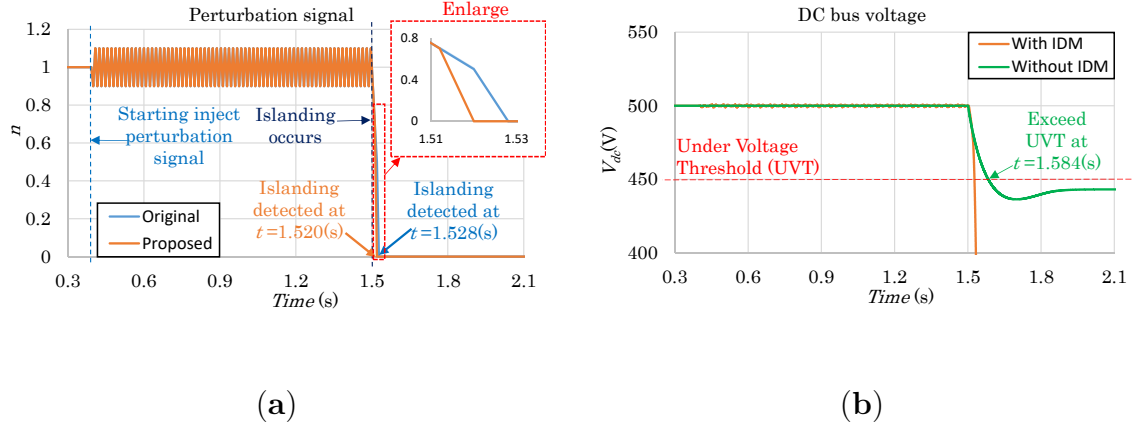 Perturbation signal
Enlarge
1.2
1
0.8
0.6
0.4
0.2
0
n
0.8
0.4
0
1.51
1.53
Starting inject
perturbation
signal
Islanding
occurs
Islanding
detected at
t=1.520(s)
Islanding
detected at
t=1.528(s)
Original
Proposed
0.3
0.6
0.9
1.2
1.5
1.8
2.1
Time (s)
(a)
DC bus voltage
550
500
450
400
Vdc(V)
With IDM
Without IDM
Under Voltage
Threshold (UVT)
Exceed
UVT at
t=1.584(s)
0.3
0.6
0.9
1.2
1.5
1.8
2.1
Time (s)
(b)